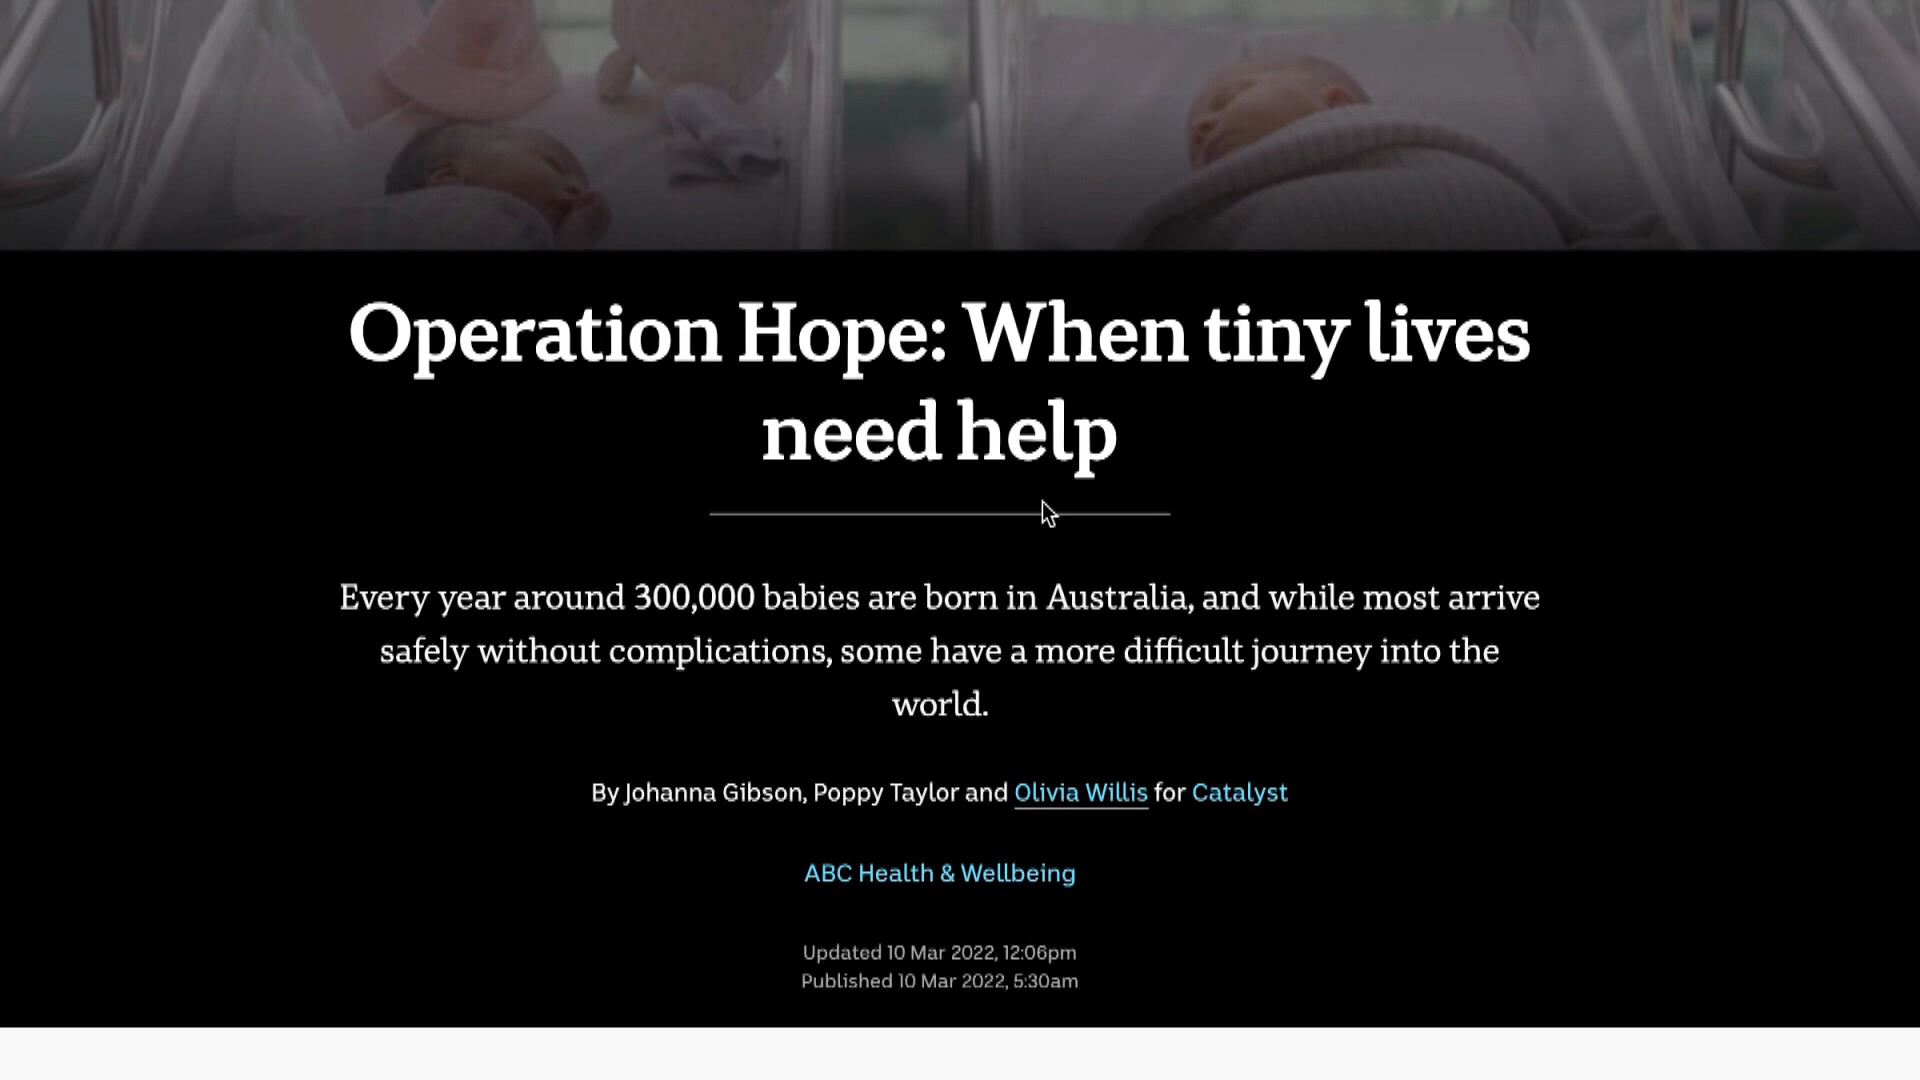 Operation Hope: When tiny lives
need help
Every year around 300,000 babies are born in Australia, and while most arrive
safely without complications, some have a more difficult journey into the
world.
By Johanna Gibson, Poppy Taylor and Olivia Willis for Catalyst
ABC Health & Wellbeing
Updated 10 Mar 2022, 12:06pm
Published 10 Mar 2022, 5:30am